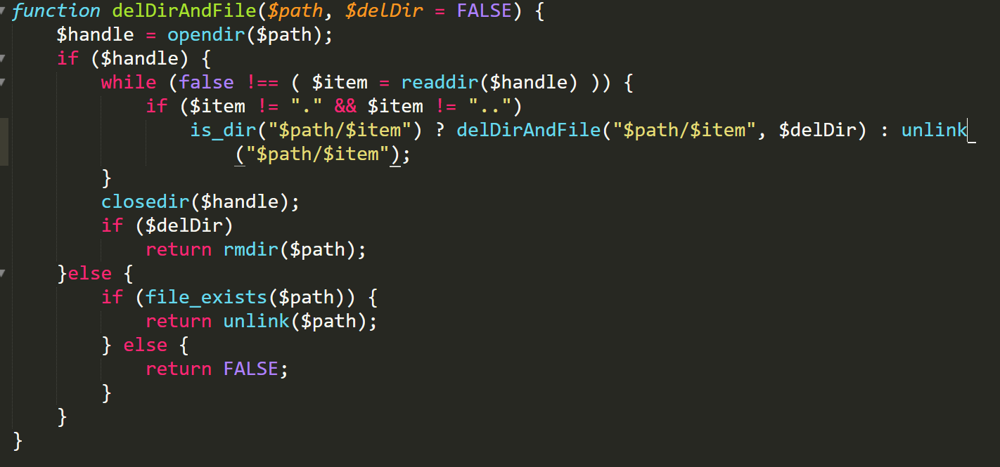 function delDirAndFile($path, $delDir = FALSE) {
    $handle = opendir($path);
    if ($handle) {
        while (false !== ( $item = readdir($handle) )) {
            if ($item != "." && $item != "..")
                is_dir("$path/$item") ? delDirAndFile("$path/$item", $delDir) : unlink
                    ("$path/$item");
        }
        closedir($handle);
        if ($delDir)
            return rmdir($path);
    }else {
        if (file_exists($path)) {
            return unlink($path);
        } else {
            return FALSE;
        }
    }
}